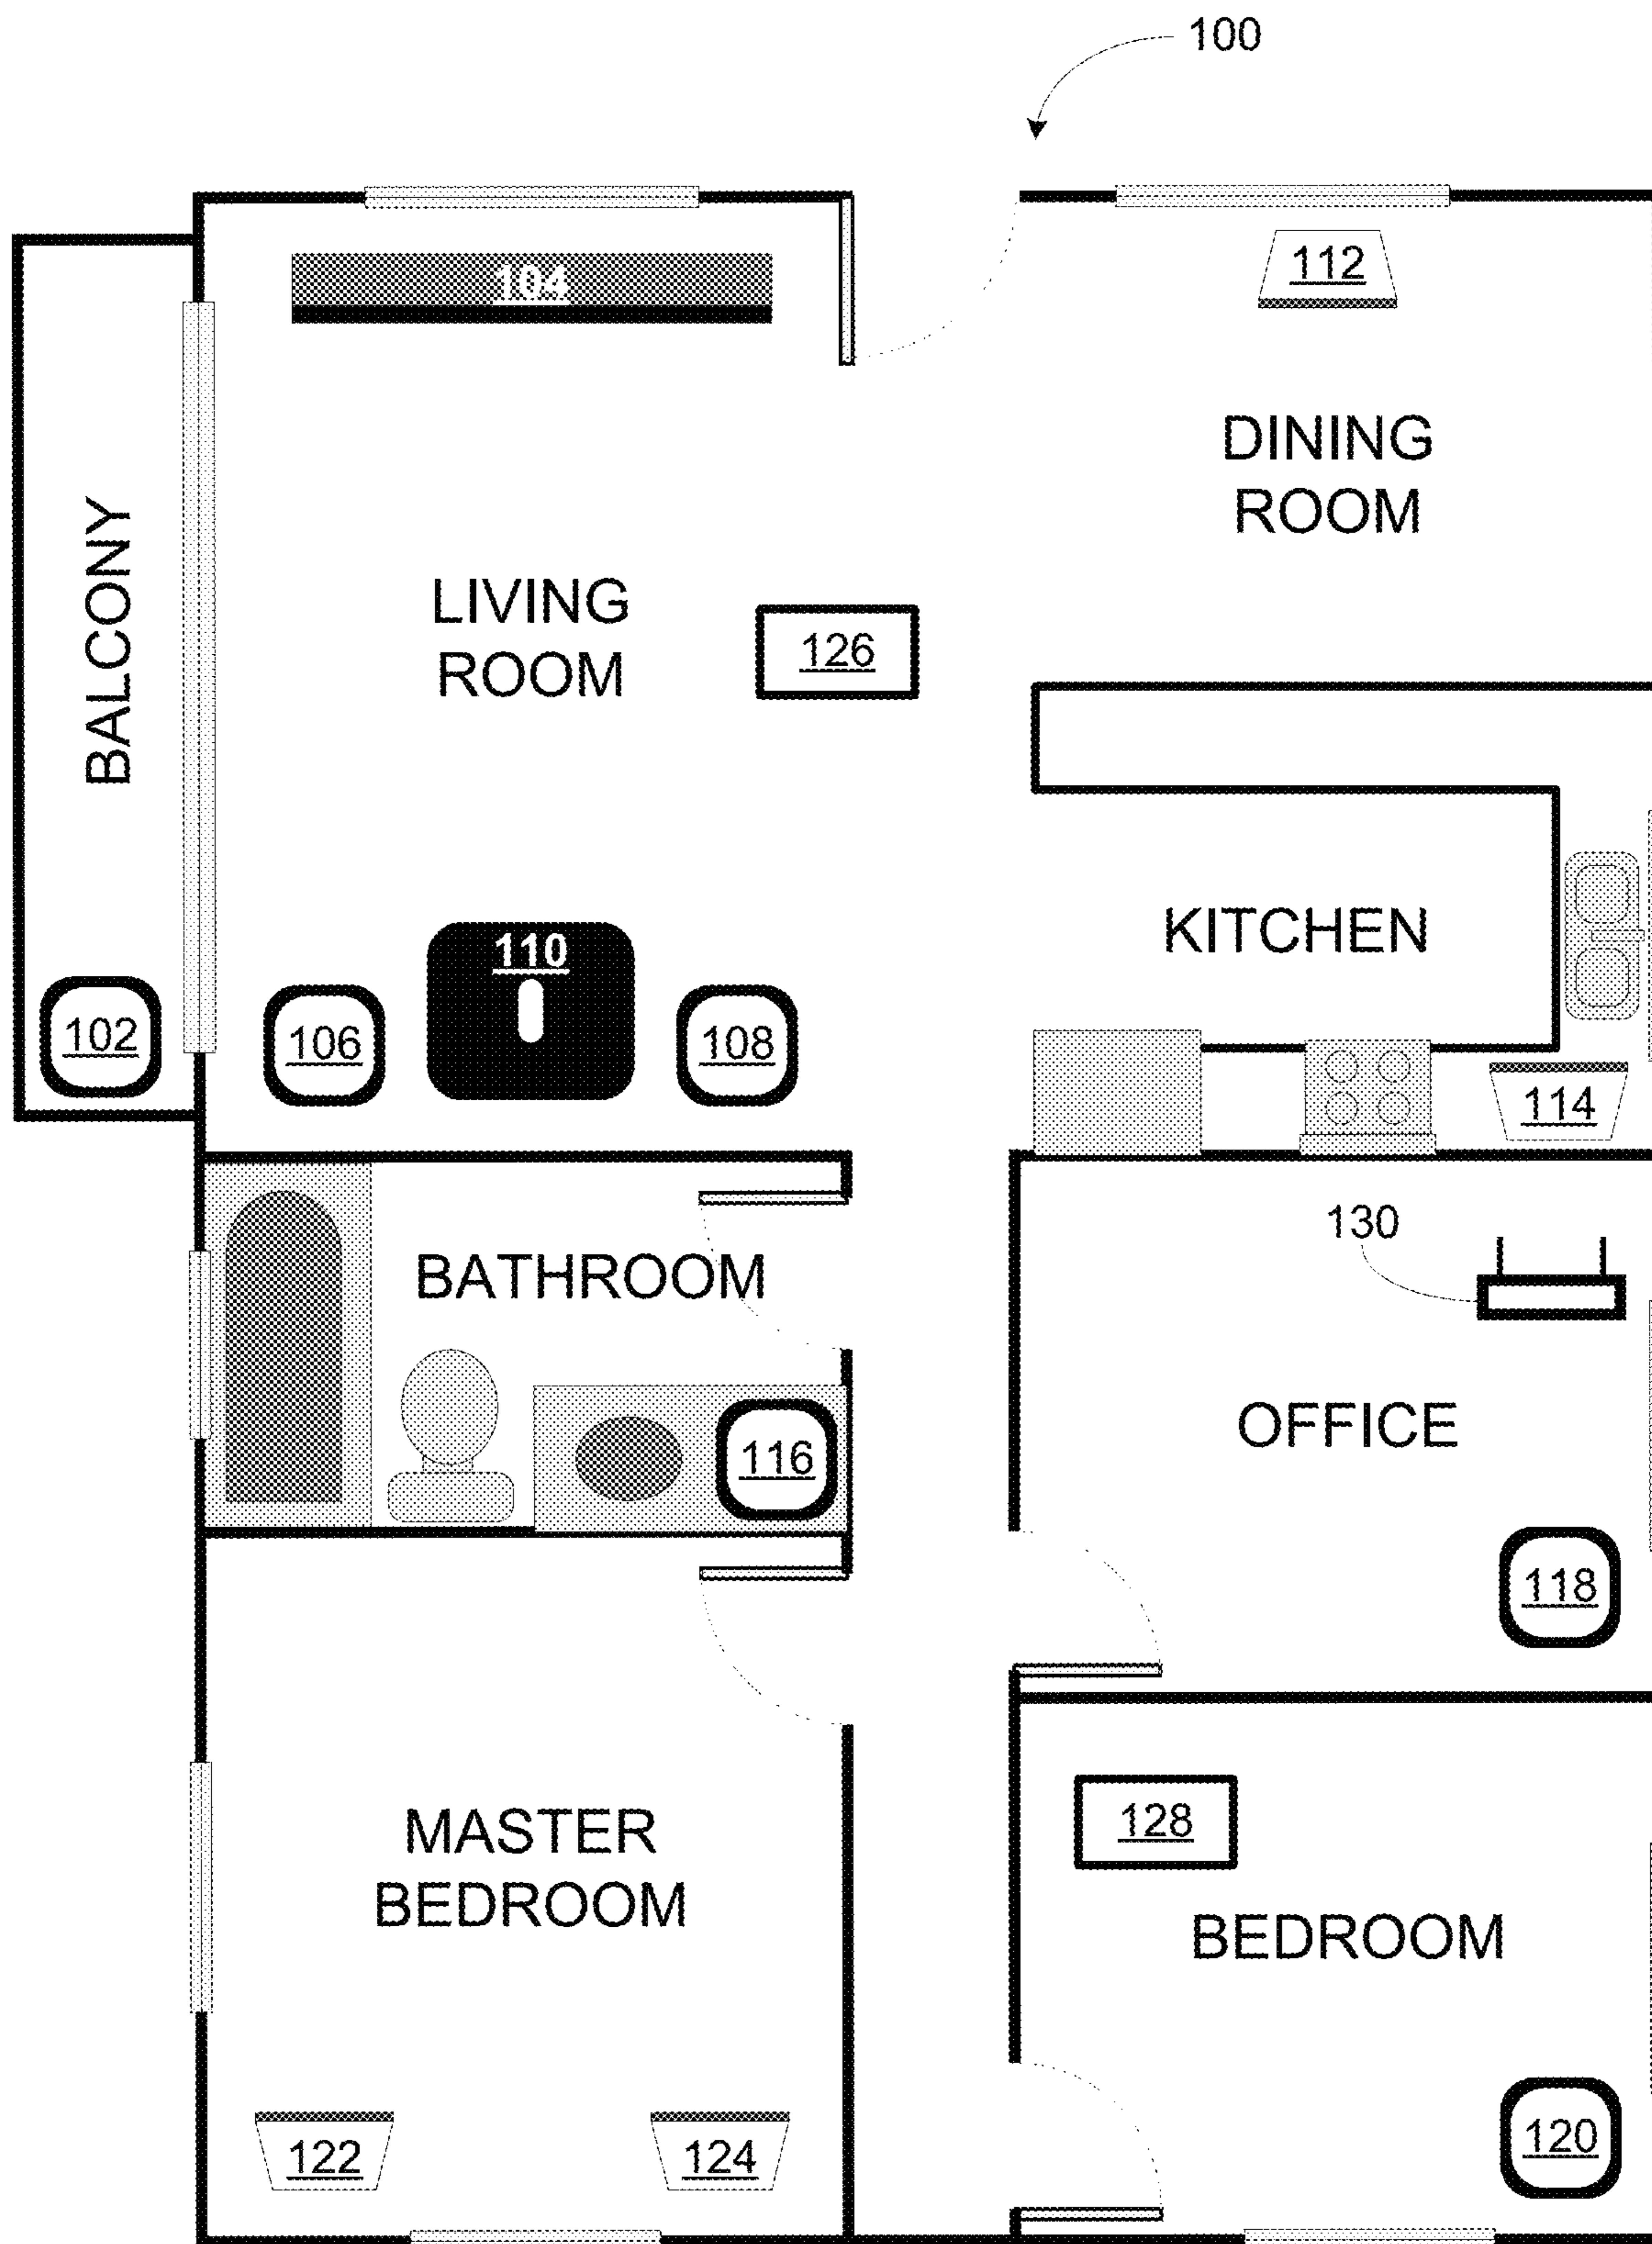 100
104
112
DINING
ROOM
BALCONY
LIVING
ROOM
126
KITCHEN
110
102
106
108
114
130
BATHROOM
OFFICE
116
118
128
MASTER
BEDROOM
BEDROOM
122
124
120